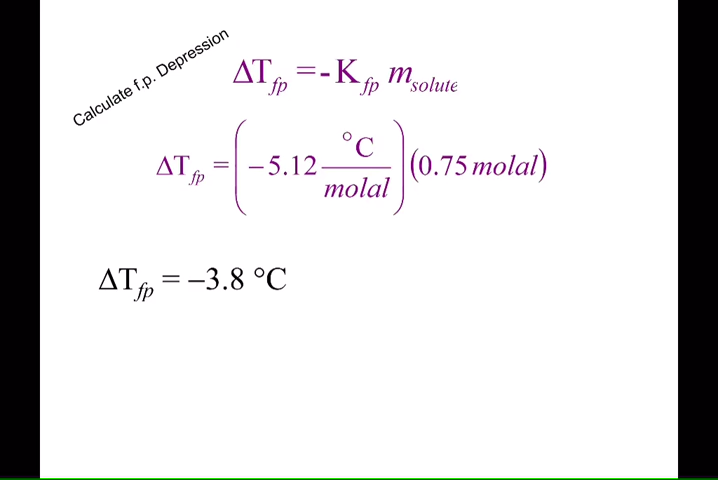 Calculate f.p. Depression
ΔT_fp = -K_fp m_solute
ΔT_fp = (−5.12 °C/molal)(0.75 molal)
ΔT_fp = –3.8 °C